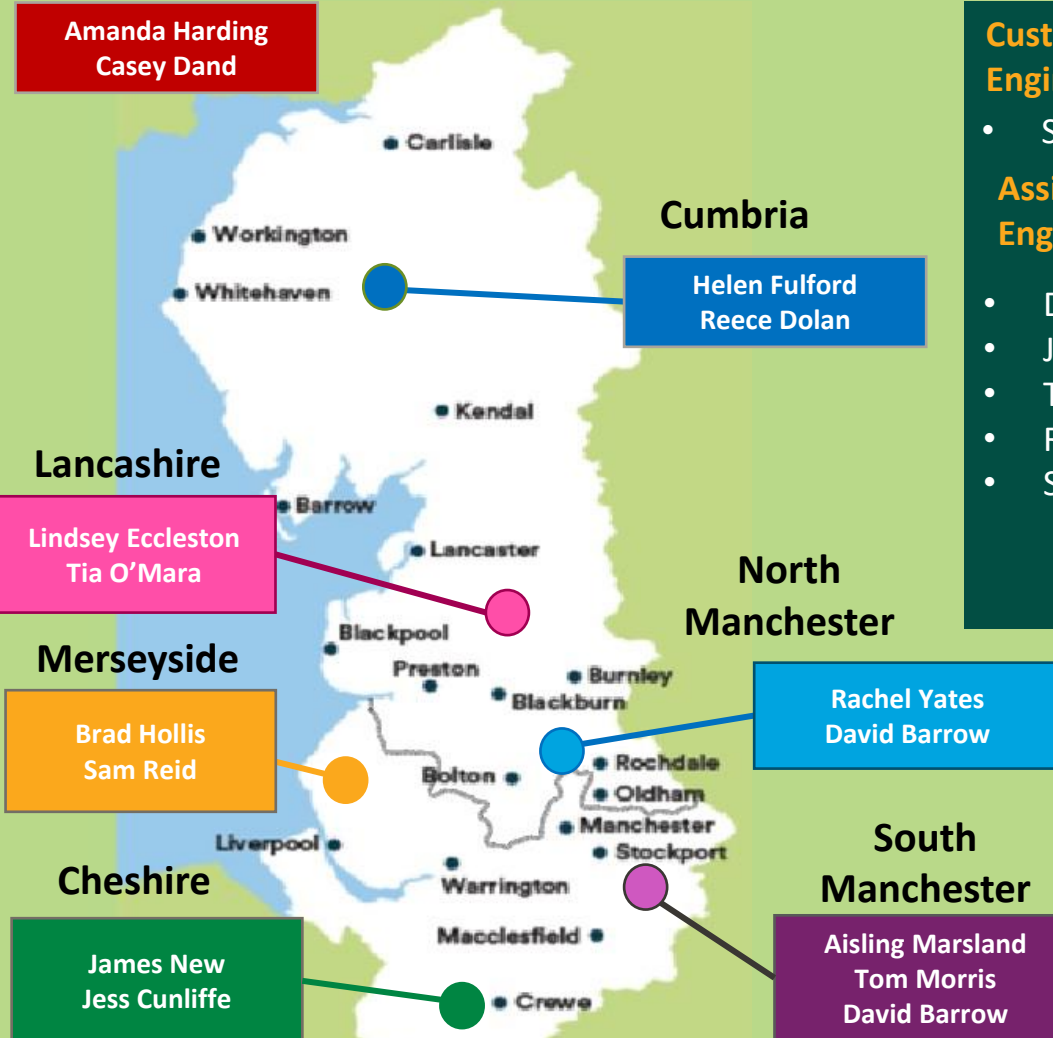 Amanda Harding
Casey Dand
Carlisle
Workington
Whitehaven
Cumbria
Helen Fulford
Reece Dolan
Kendal
Lancashire
Barrow
Lindsey Eccleston
Tia O’Mara
Lancaster
North
Manchester
Blackpool
Preston
Burnley
Blackburn
Merseyside
Rachel Yates
David Barrow
Brad Hollis
Sam Reid
Bolton
Rochdale
Oldham
Manchester
Liverpool
Stockport
South
Manchester
Cheshire
Warrington
Macclesfield
Aisling Marsland
Tom Morris
David Barrow
James New
Jess Cunliffe
Crewe